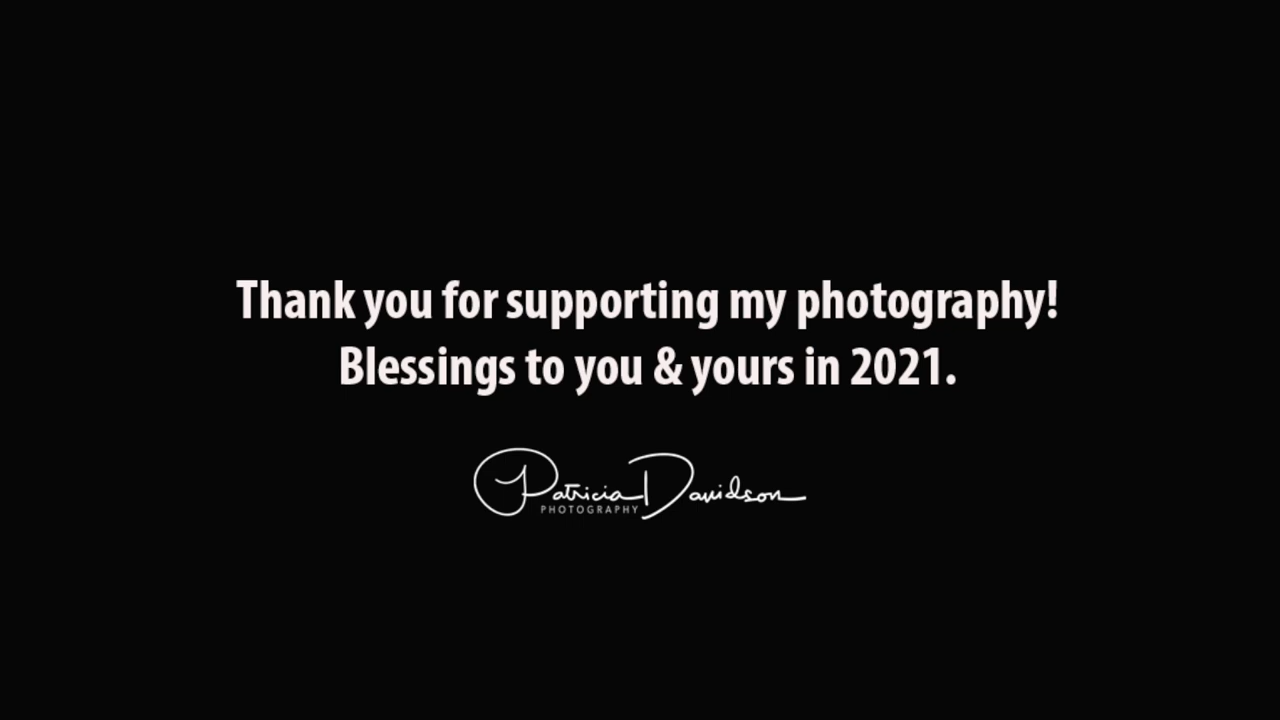 Thank you for supporting my photography!
Blessings to you & yours in 2021.
Patricia Davidson
PHOTOGRAPHY